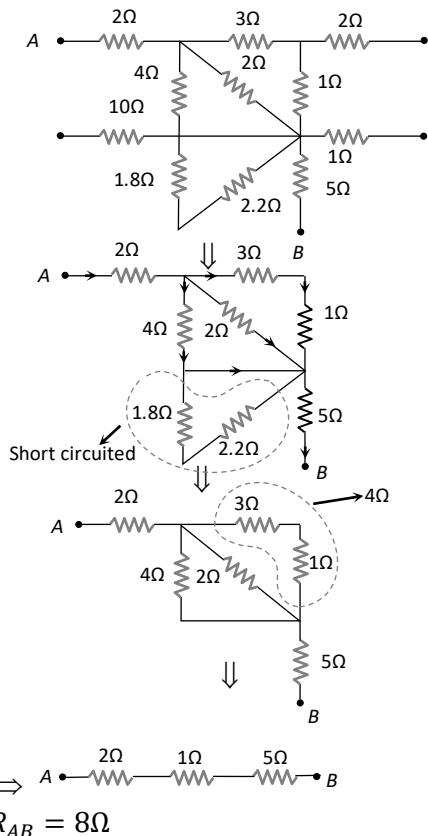 2Ω 3Ω 2Ω
A
4Ω 2Ω 1Ω
10Ω
1Ω
1.8Ω 5Ω
2.2Ω
B
⇓
2Ω 3Ω
A
1Ω
4Ω 2Ω
1.8Ω 5Ω
2.2Ω
Short circuited
B
⇓
2Ω 3Ω 4Ω
A
4Ω 2Ω 1Ω
5Ω
⇓
B
2Ω 1Ω 5Ω
⇒ A B
R_AB = 8Ω